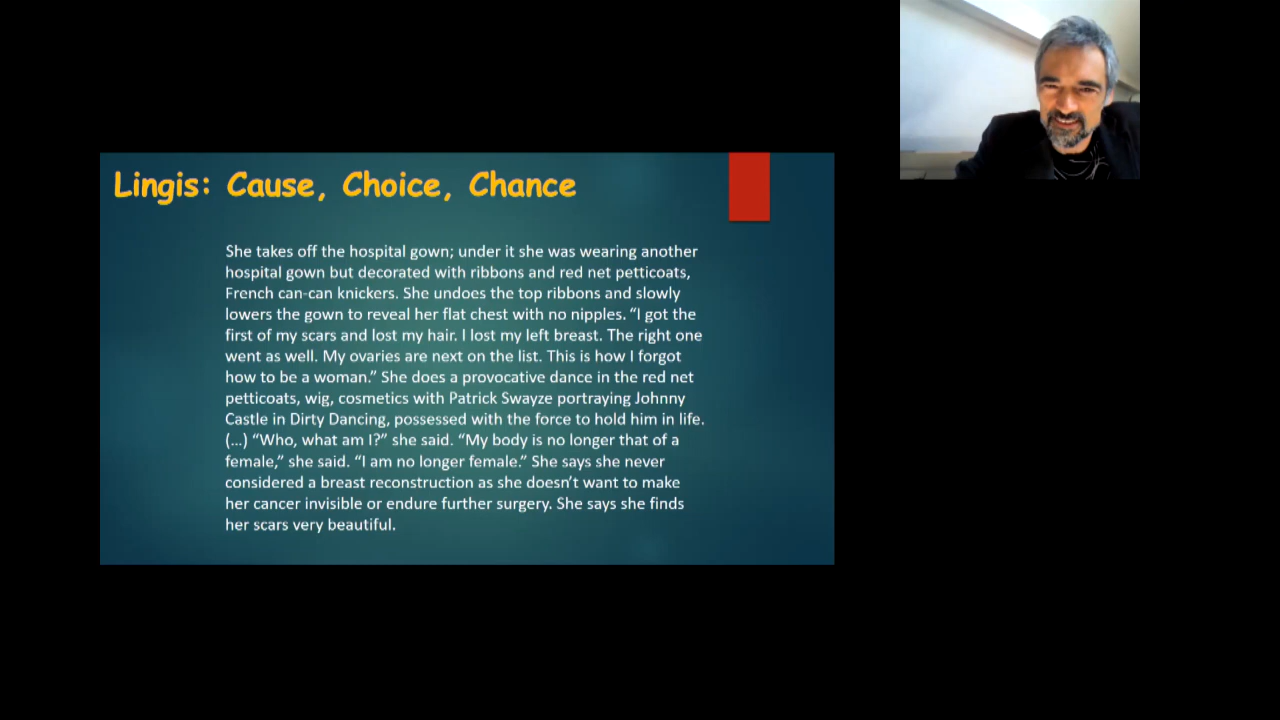 Lingis: Cause, Choice, Chance
She takes off the hospital gown; under it she was wearing another
hospital gown but decorated with ribbons and red net petticoats,
French can-can knickers. She undoes the top ribbons and slowly
lowers the gown to reveal her flat chest with no nipples. “I got the
first of my scars and lost my hair. I lost my left breast. The right one
went as well. My ovaries are next on the list. This is how I forgot
how to be a woman.” She does a provocative dance in the red net
petticoats, wig, cosmetics with Patrick Swayze portraying Johnny
Castle in Dirty Dancing, possessed with the force to hold him in life.
(…) “Who, what am I?” she said. “My body is no longer that of a
female,” she said. “I am no longer female.” She says she never
considered a breast reconstruction as she doesn’t want to make
her cancer invisible or endure further surgery. She says she finds
her scars very beautiful.